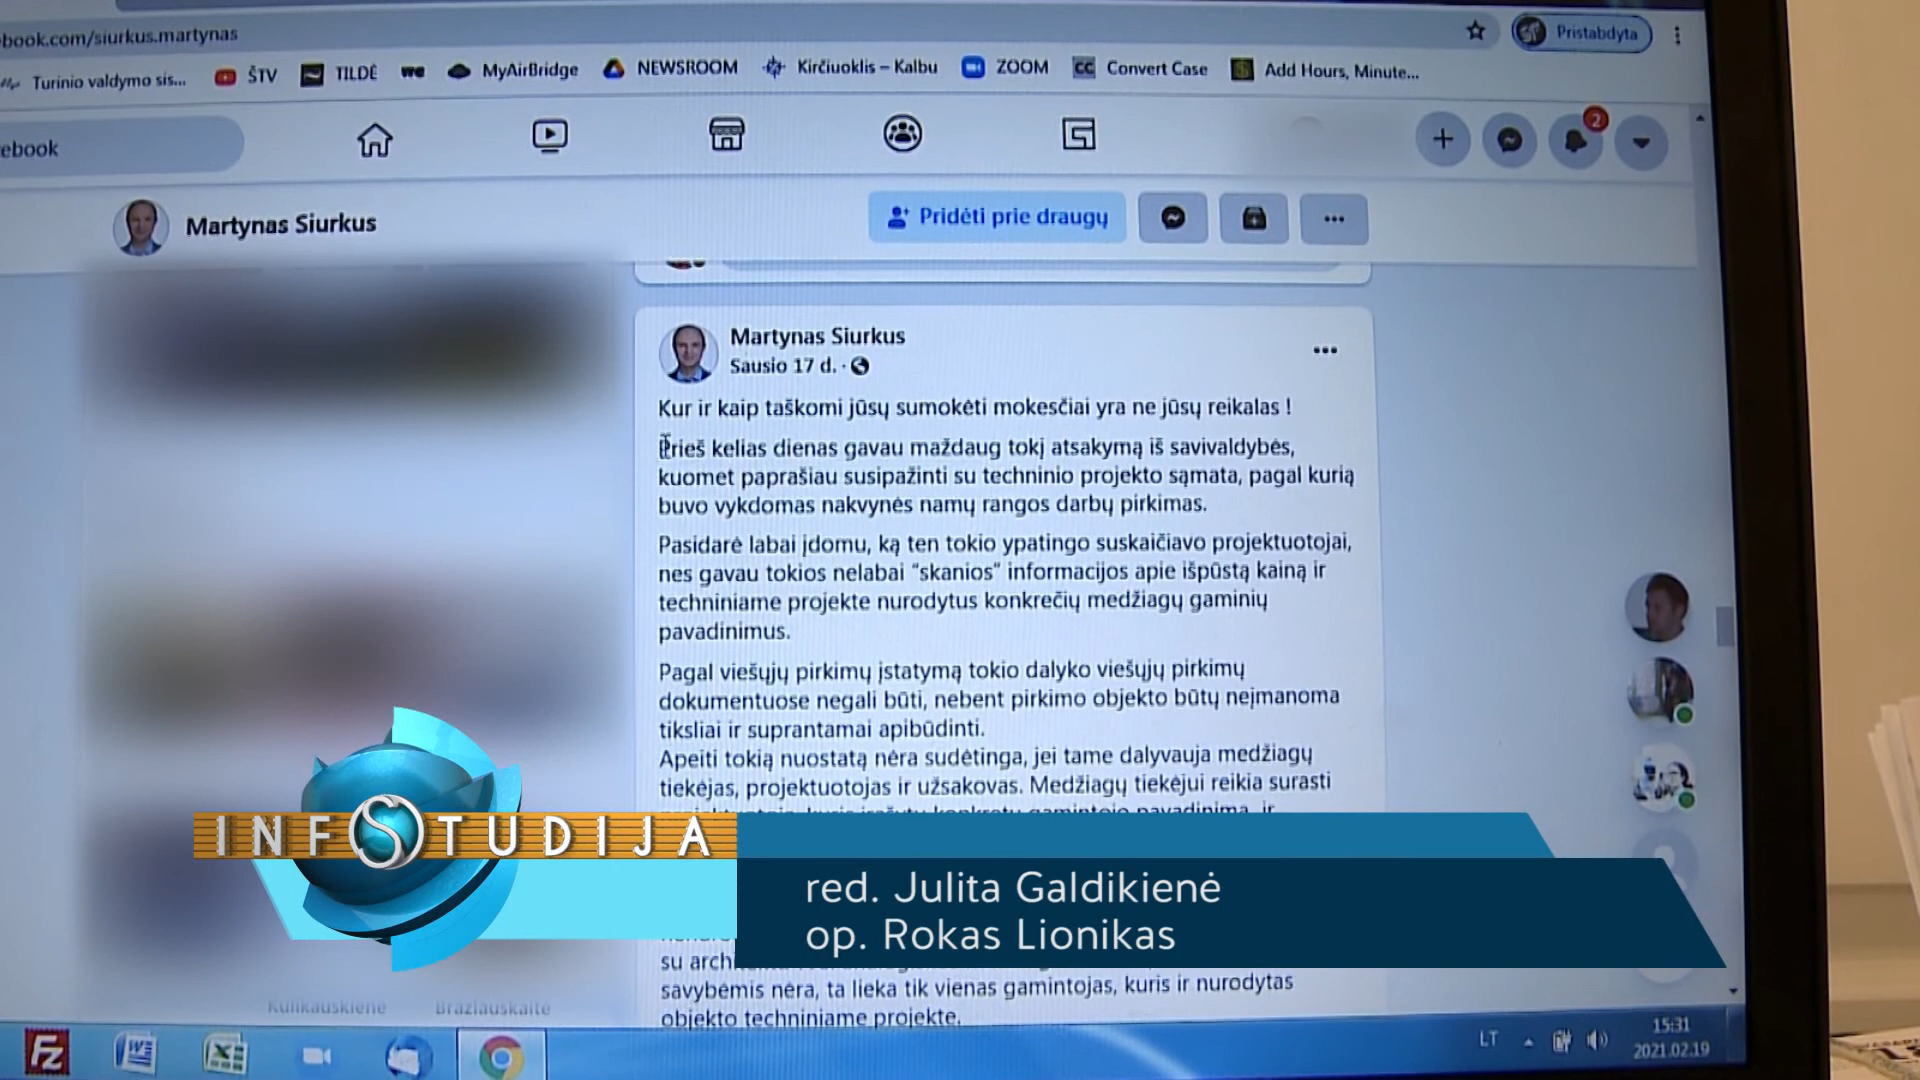 book.com/siurkus.martynas
Pristabdyta
Turinio valdymo sis...
ŠTV
TILDĖ
we
MyAirBridge
NEWSROOM
Kirčiuoklis – Kalbu
ZOOM
CC
Convert Case
Add Hours, Minute...
ebook
2
Martynas Siurkus
Pridėti prie draugų
Martynas Siurkus
Sausio 17 d. ·
Kur ir kaip taškomi jūsų sumokėti mokesčiai yra ne jūsų reikalas !
Prieš kelias dienas gavau maždaug tokį atsakymą iš savivaldybės,
kuomet paprašiau susipažinti su techninio projekto sąmata, pagal kurią
buvo vykdomas nakvynės namų rangos darbų pirkimas.
Pasidarė labai įdomu, ką ten tokio ypatingo suskaičiavo projektuotojai,
nes gavau tokios nelabai “skanios” informacijos apie išpūstą kainą ir
techniniame projekte nurodytus konkrečių medžiagų gaminių
pavadinimus.
Pagal viešųjų pirkimų įstatymą tokio dalyko viešųjų pirkimų
dokumentuose negali būti, nebent pirkimo objekto būtų neįmanoma
tiksliai ir suprantamai apibūdinti.
Apeiti tokią nuostatą nėra sudėtinga, jei tame dalyvauja medžiagų
tiekėjas, projektuotojas ir užsakovas. Medžiagų tiekėjui reikia surasti
INFOSTUDIJA
red. Julita Galdikienė
op. Rokas Lionikas
su arch
savybėmis nėra, ta lieka tik vienas gamintojas, kuris ir nurodytas
objekto techniniame projekte.
Kulikauskienė
Braziauskaitė
LT
15:31
2021.02.19